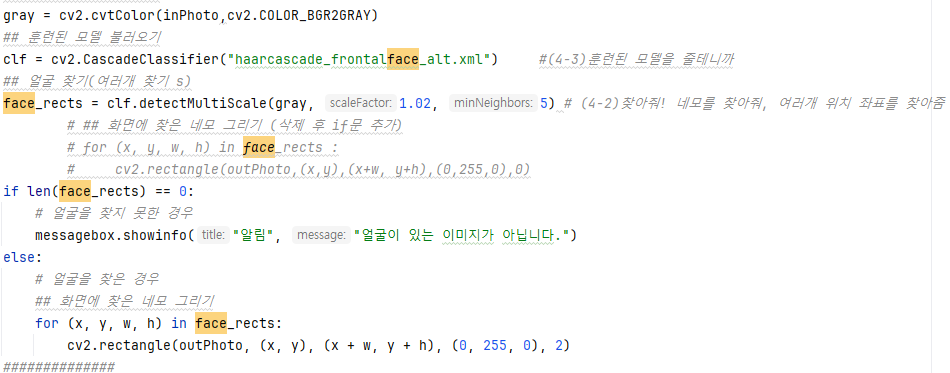 gray = cv2.cvtColor(inPhoto,cv2.COLOR_BGR2GRAY)
## 훈련된 모델 불러오기
clf = cv2.CascadeClassifier("haarcascade_frontalface_alt.xml")     #(4-3)훈련된 모델을 줄테니까
## 얼굴 찾기(여러개 찾기 s)
face_rects = clf.detectMultiScale(gray, scaleFactor: 1.02, minNeighbors: 5) # (4-2)찾아줘! 네모를 찾아줘, 여러개 위치 좌표를 찾아줌
        # ## 화면에 찾은 네모 그리기 (삭제 후 if문 추가)
        # for (x, y, w, h) in face_rects :
        #     cv2.rectangle(outPhoto,(x,y),(x+w, y+h),(0,255,0),0)
if len(face_rects) == 0:
    # 얼굴을 찾지 못한 경우
    messagebox.showinfo( title: "알림", message: "얼굴이 있는 이미지가 아닙니다.")
else:
    # 얼굴을 찾은 경우
    ## 화면에 찾은 네모 그리기
    for (x, y, w, h) in face_rects:
        cv2.rectangle(outPhoto, (x, y), (x + w, y + h), (0, 255, 0), 2)
##############